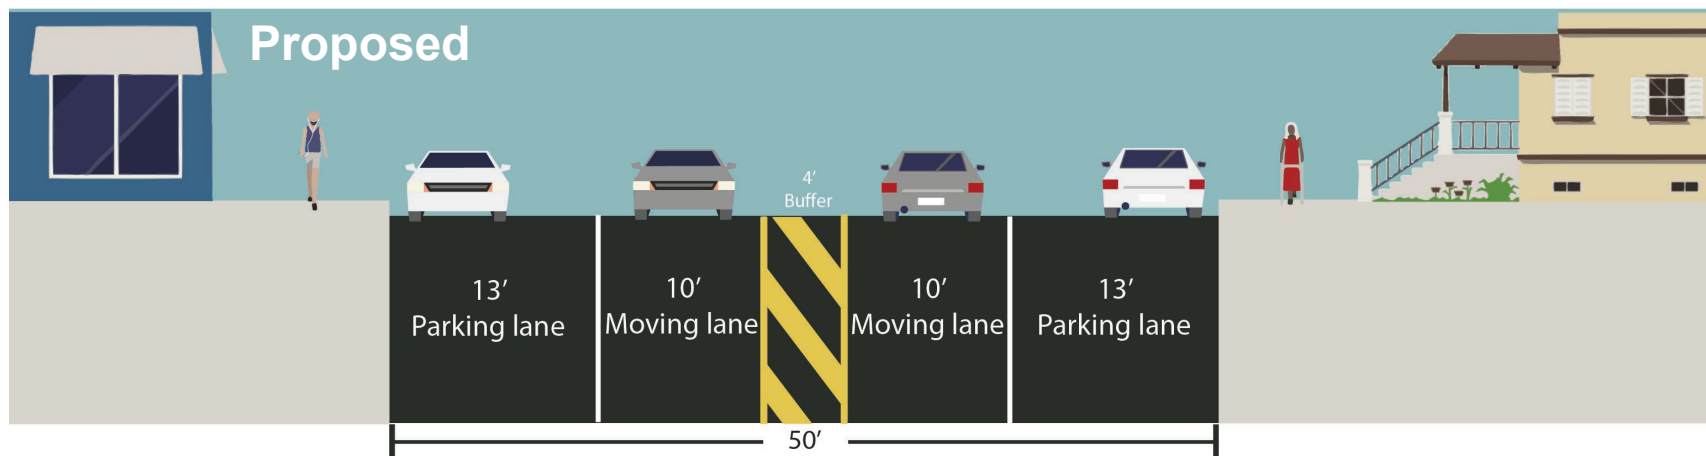 Proposed
4’
Buffer
13’
Parking lane
10’
Moving lane
10’
Moving lane
13’
Parking lane
50’